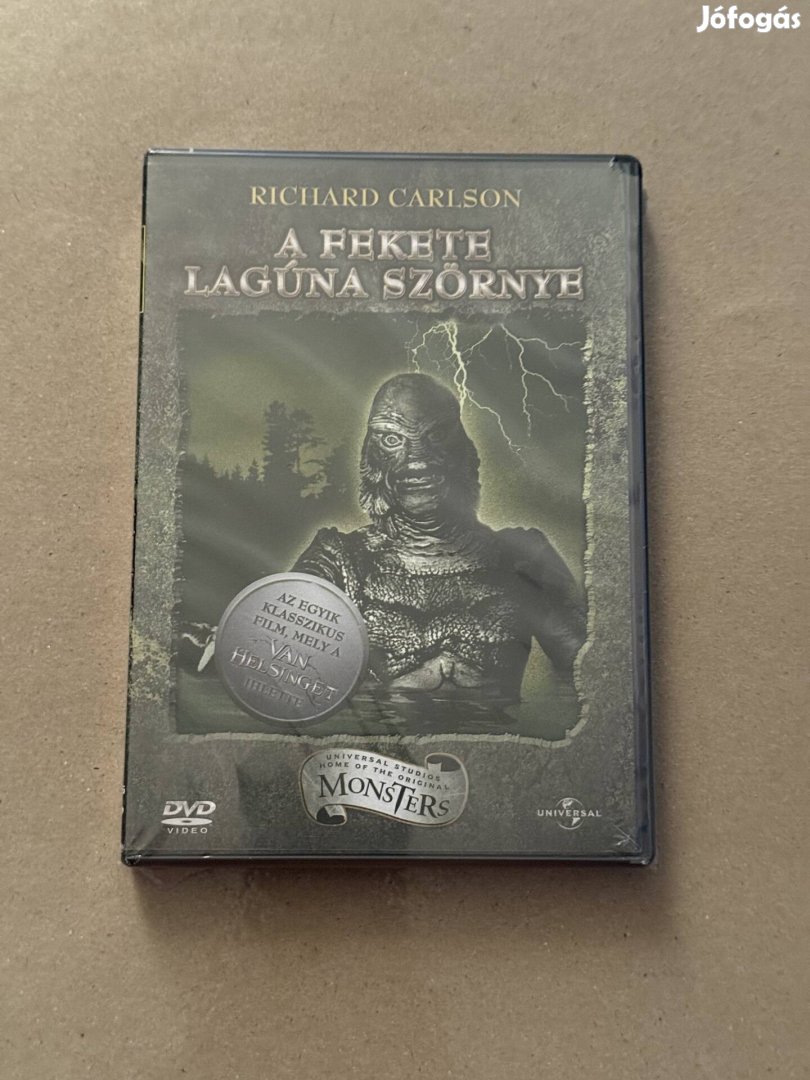 Jófogás
RICHARD CARLSON
A FEKETE
LAGÚNA SZÖRNYE
AZ EGYIK
KLASSZIKUS
FILM, MELY A
VAN
HELSINGET
IHLETTE
UNIVERSAL STUDIOS
HOME OF THE ORIGINAL
MONSTERS
DVD
VIDEO
UNIVERSAL